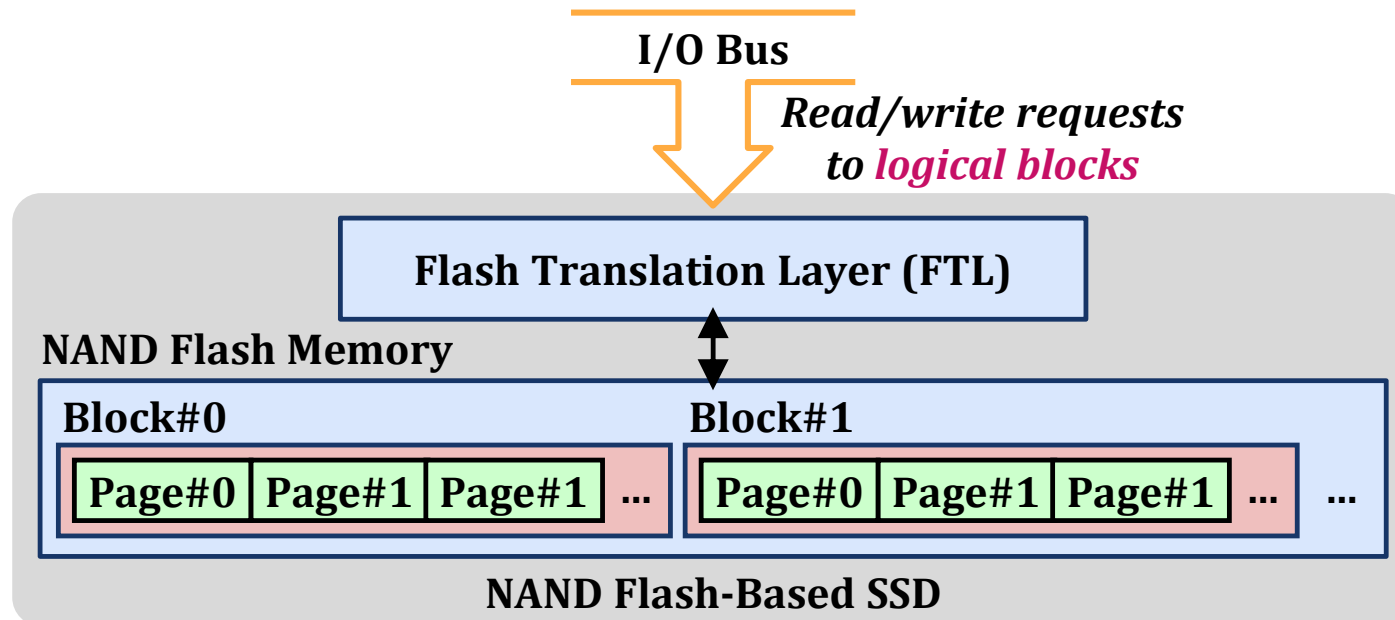 I/O Bus
Read/write requests
to logical blocks
Flash Translation Layer (FTL)
NAND Flash Memory
Block#0
Block#1
Page#0 Page#1 Page#1 ...
Page#0 Page#1 Page#1 ...
...
NAND Flash-Based SSD